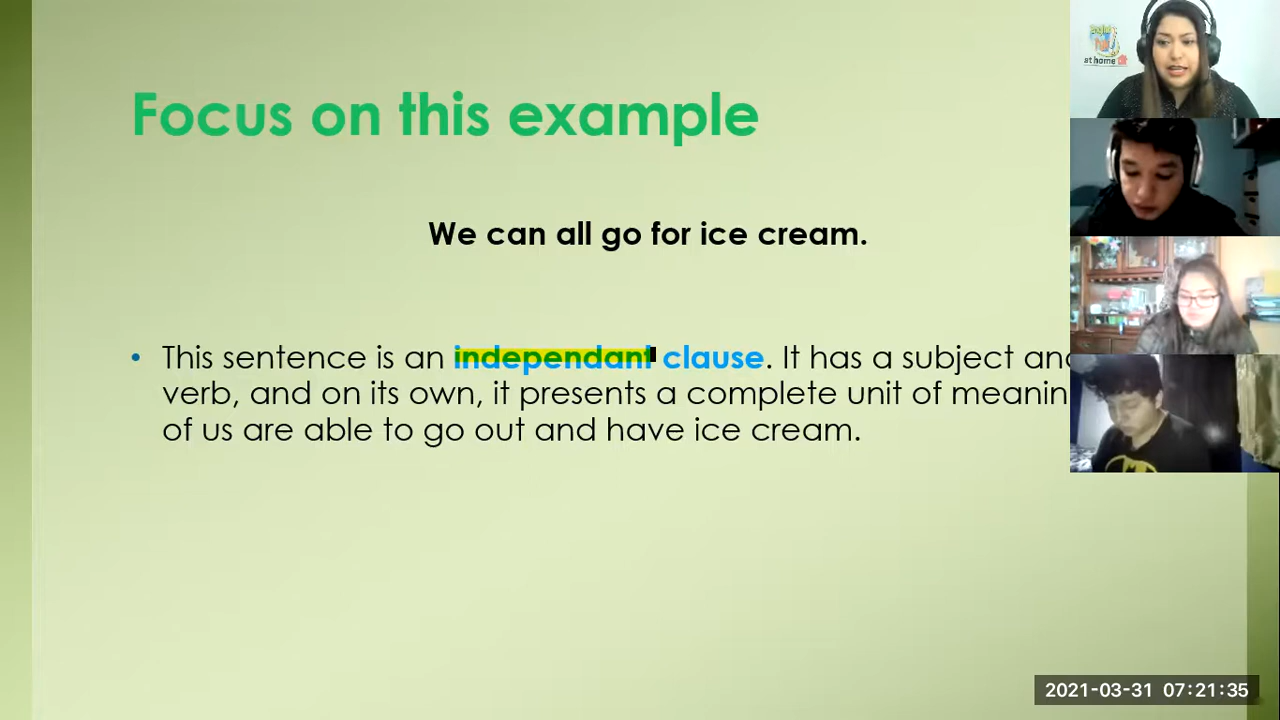 Focus on this example
We can all go for ice cream.
• This sentence is an independant clause. It has a subject
verb, and on its own, it presents a complete unit of
of us are able to go out and have ice cream.
at home
2021-03-31 07:21:35